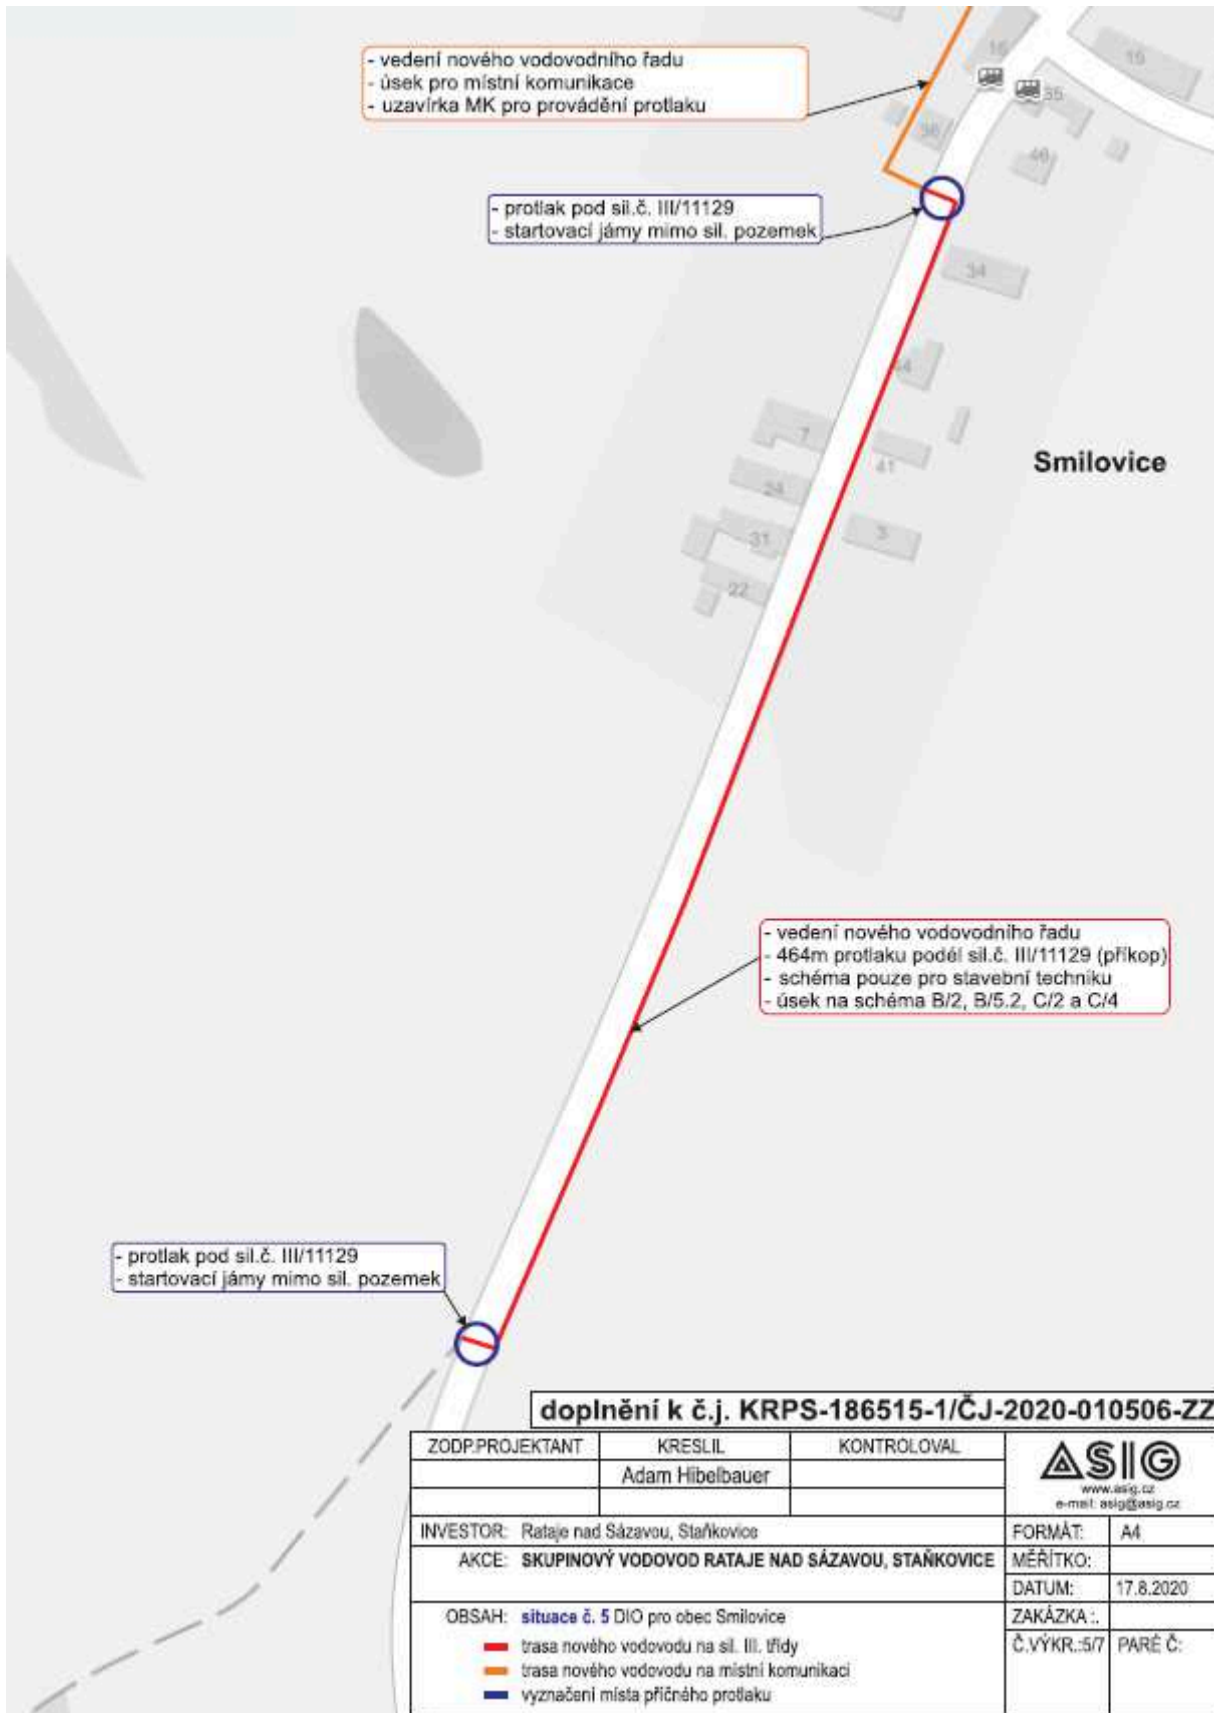 - vedení nového vodovodního řadu
- úsek pro místní komunikace
- uzavírka MK pro provádění protlaku
16
19
35
36
46
- protlak pod sil.č. III/11129
- startovací jámy mimo sil. pozemek
34
7
41
Smilovice
24
31
3
22
- vedení nového vodovodního řadu
- 464m protlaku podél sil.č. III/11129 (příkop)
- schéma pouze pro stavební techniku
- úsek na schéma B/2, B/5.2, C/2 a C/4
- protlak pod sil.č. III/11129
- startovací jámy mimo sil. pozemek
doplnění k č.j. KRPS-186515-1/ČJ-2020-010506-ZZ
ZODP.PROJEKTANT KRESLIL KONTROLOVAL
Adam Hibelbauer
ASIG
www.asig.cz
e-mail: asig@asig.cz
INVESTOR: Rataje nad Sázavou, Staňkovice
FORMÁT: A4
AKCE: SKUPINOVÝ VODOVOD RATAJE NAD SÁZAVOU, STAŇKOVICE
MĚŘÍTKO:
DATUM: 17.8.2020
OBSAH: situace č. 5 DIO pro obec Smilovice
ZAKÁZKA :.
trasa nového vodovodu na sil. III. třídy
Č.VÝKR.:5/7 PARÉ Č:
trasa nového vodovodu na místní komunikaci
vyznačení místa příčného protlaku